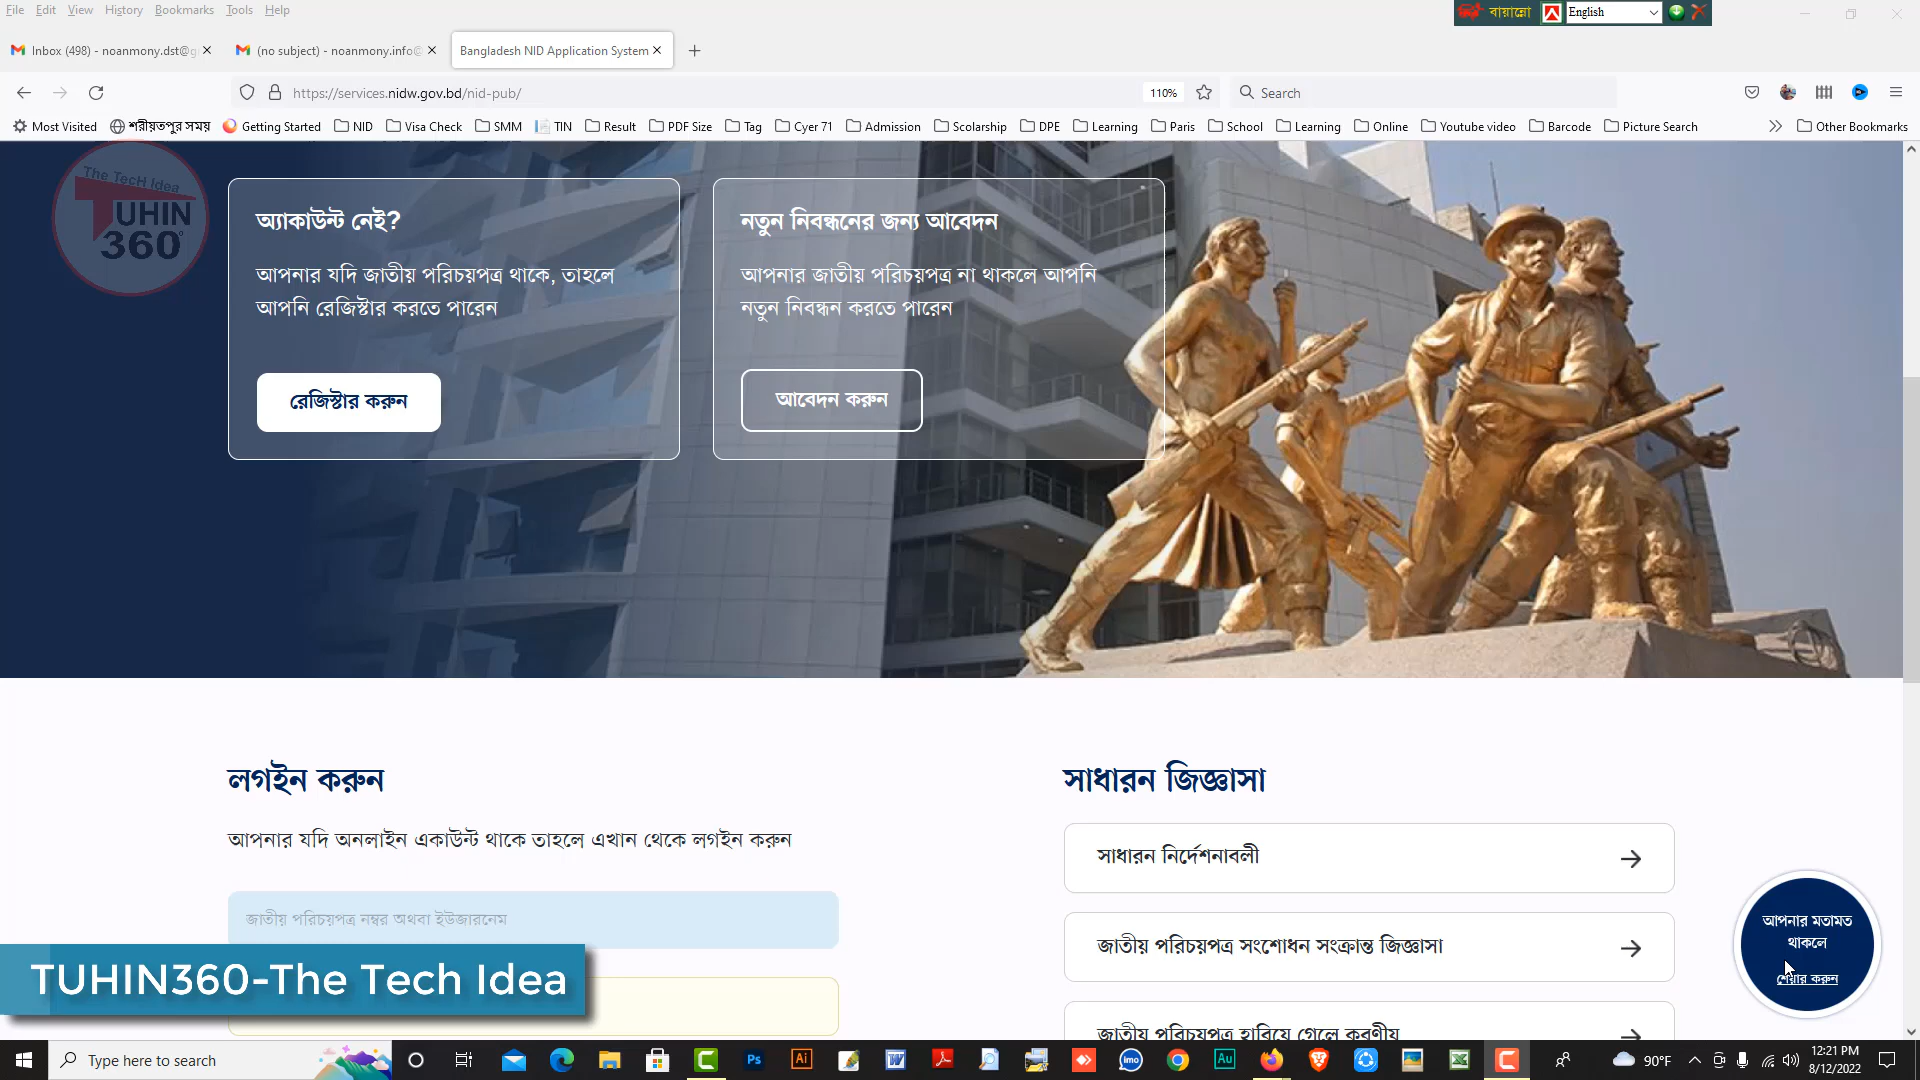 File Edit View History Bookmarks Tools Help
বায়ান্নো English
Inbox (498) - noanmony.dst@g
(no subject) - noanmony.info@
Bangladesh NID Application System
https://services.nidw.gov.bd/nid-pub/
110%
Search
Most Visited শরীয়তপুর সময় Getting Started NID Visa Check SMM TIN Result PDF Size Tag Cyer 71 Admission Scolarship DPE Learning Paris School Learning Online Youtube video Barcode Picture Search Other Bookmarks
The TecH Idea
TUHIN
360°
অ্যাকাউন্ট নেই?
আপনার যদি জাতীয় পরিচয়পত্র থাকে, তাহলে
আপনি রেজিস্টার করতে পারেন
রেজিস্টার করুন
নতুন নিবন্ধনের জন্য আবেদন
আপনার জাতীয় পরিচয়পত্র না থাকলে আপনি
নতুন নিবন্ধন করতে পারেন
আবেদন করুন
লগইন করুন
আপনার যদি অনলাইন একাউন্ট থাকে তাহলে এখান থেকে লগইন করুন
জাতীয় পরিচয়পত্র নম্বর অথবা ইউজারনেম
সাধারন জিজ্ঞাসা
সাধারন নির্দেশনাবলী
জাতীয় পরিচয়পত্র সংশোধন সংক্রান্ত জিজ্ঞাসা
জাতীয় পরিচয়পত্র হারিয়ে গেলে করণীয়
আপনার মতামত
থাকলে
শেয়ার করুন
TUHIN360-The Tech Idea
Type here to search
90°F
12:21 PM
8/12/2022